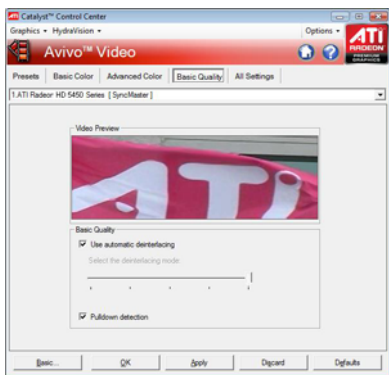 Catalyst™ Control Center
Graphics HydraVision Options
ATI
RADEON
PREMIUM
GRAPHICS
Avivo™ Video
Presets Basic Color Advanced Color Basic Quality All Settings
1.ATI Radeon HD 5450 Series [ SyncMaster ]
Video Preview
ATi
Basic Quality
Use automatic deinterlacing
Select the deinterlacing mode:
Pulldown detection
Basic... OK Apply Discard Defaults